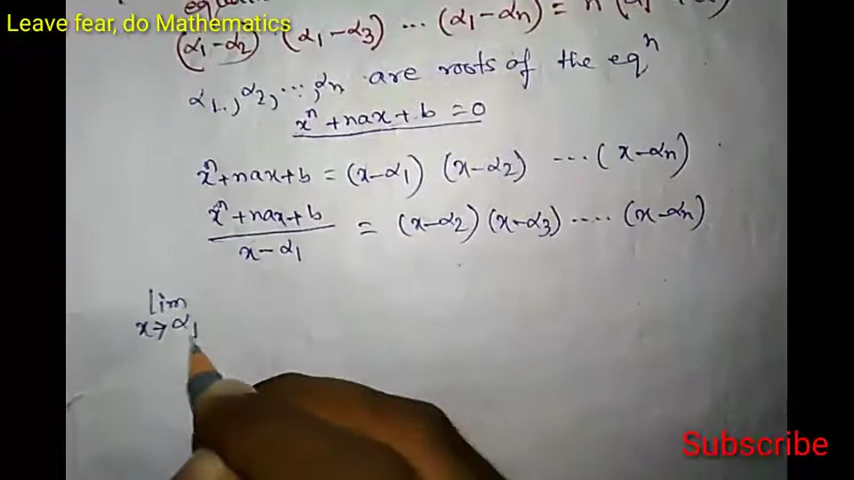 Leave fear, do Mathematics
(α₁-α₂) (α₁-α₃) ... (α₁-αₙ) = n
α₁.., α₂, ..., αₙ are roots of the eqⁿ
xⁿ+nax+b=0
xⁿ+nax+b = (x-α₁) (x-α₂) ... (x-αₙ)
xⁿ+nax+b
x-α₁
= (x-α₂) (x-α₃) .... (x-αₙ)
lim
x→α₁
Subscribe